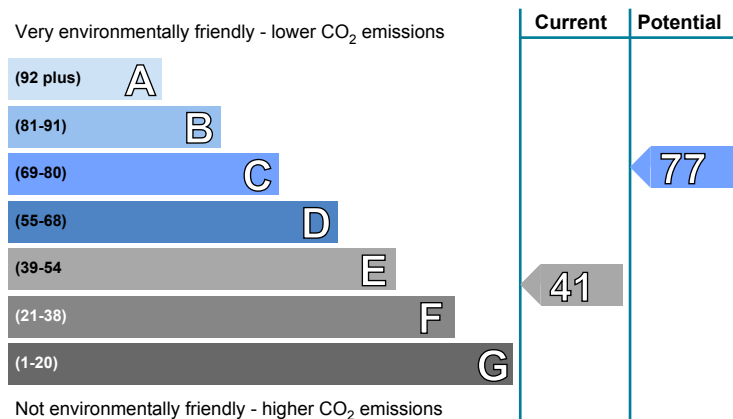 Very environmentally friendly - lower CO₂ emissions
Current
Potential
(92 plus) A
(81-91) B
(69-80) C
77
(55-68) D
(39-54 E
41
(21-38) F
(1-20) G
Not environmentally friendly - higher CO₂ emissions